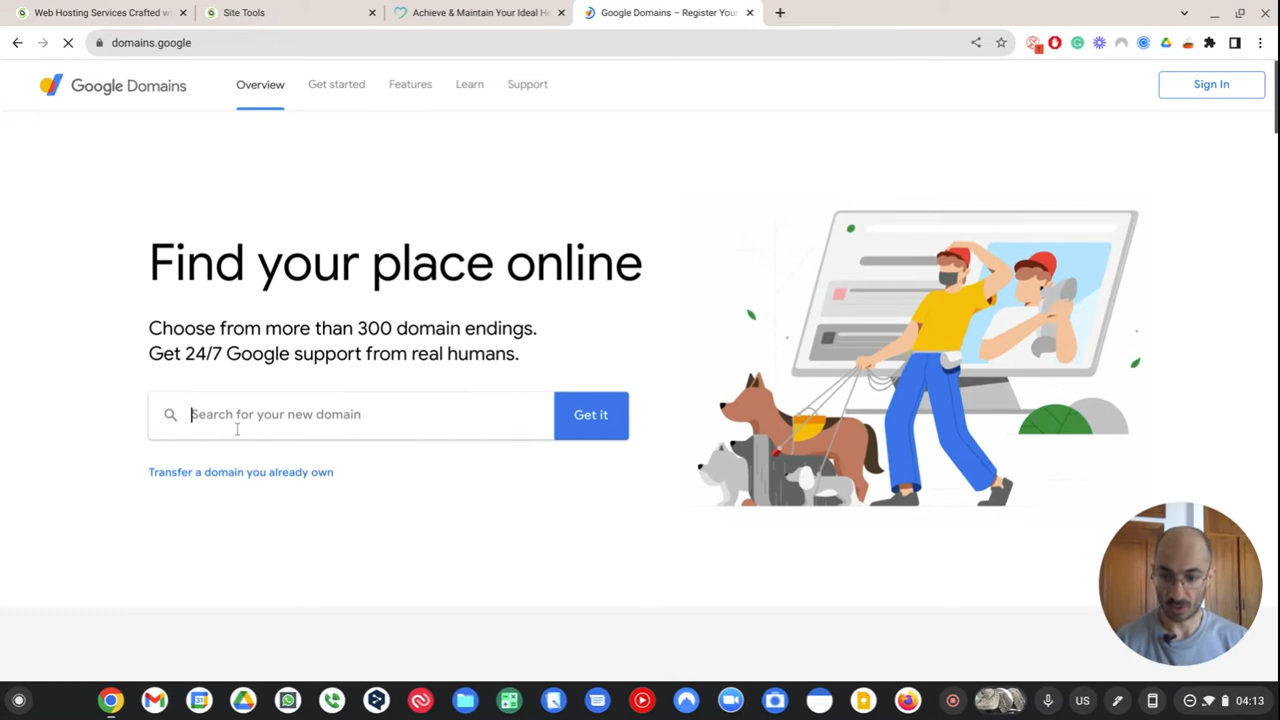 Web Hosting Services Crafted w
Site Tools
Achieve & Maintain Your Ideal H
Google Domains – Register Your
domains.google
Google Domains
Overview
Get started
Features
Learn
Support
Sign In
Find your place online
Choose from more than 300 domain endings.
Get 24/7 Google support from real humans.
Search for your new domain
Get it
Transfer a domain you already own
US
04:13